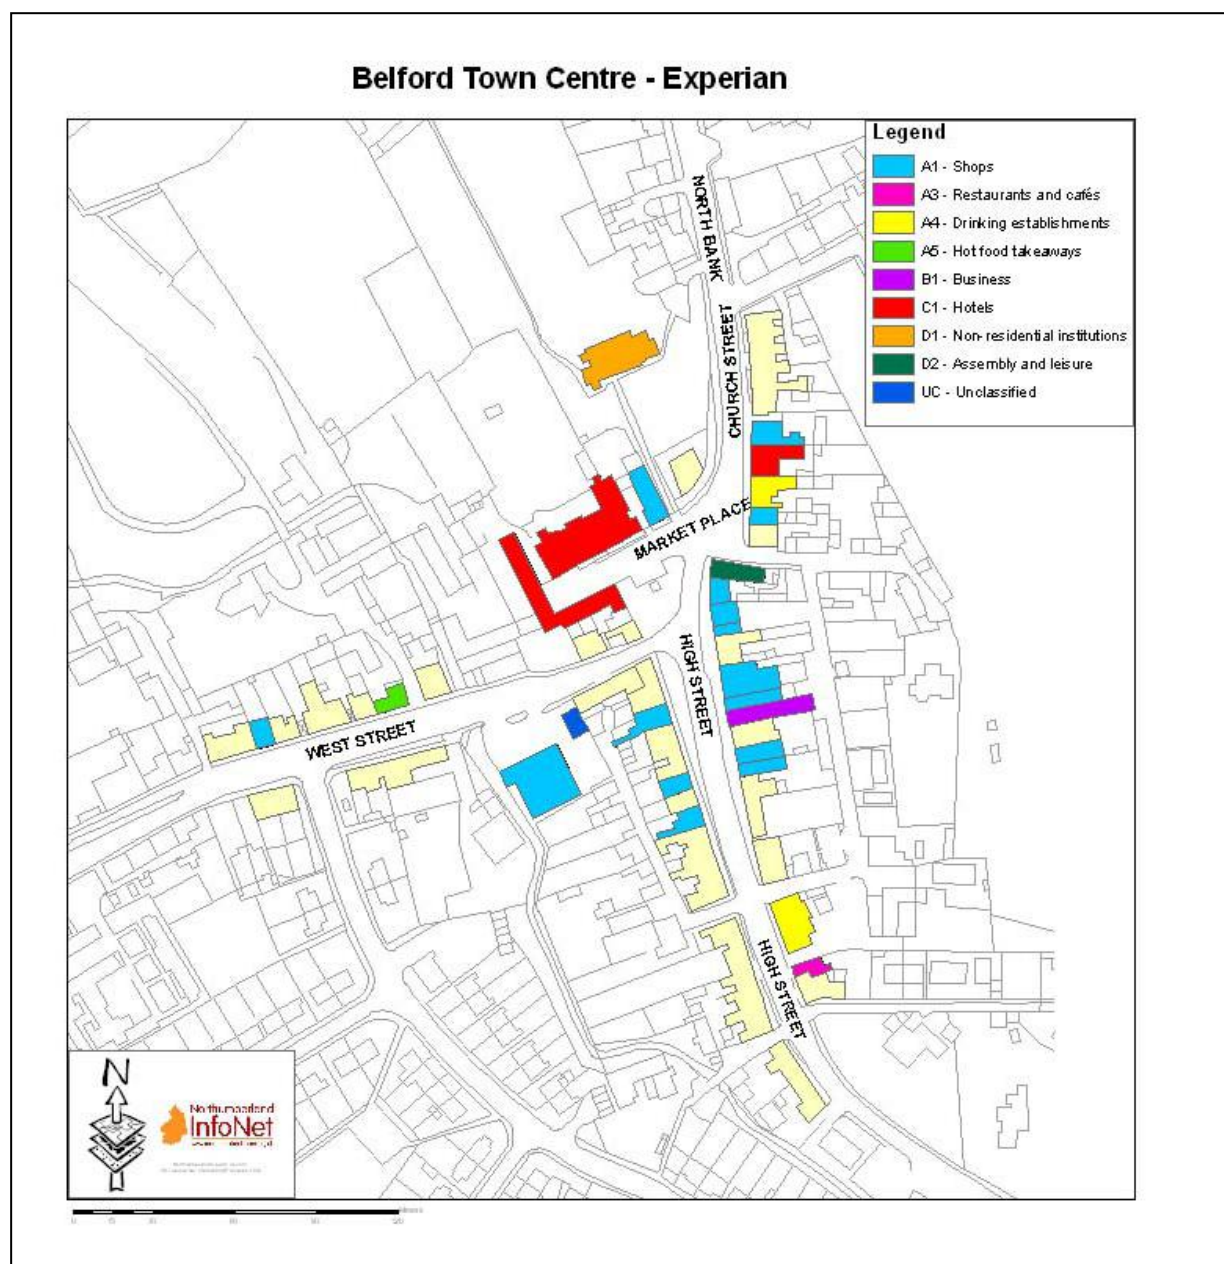 Belford Town Centre - Experian
Legend
A1 - Shops
A3 - Restaurants and cafés
A4 - Drinking establishments
A5 - Hot food takeaways
B1 - Business
C1 - Hotels
D1 - Non-residential institutions
D2 - Assembly and leisure
UC - Unclassified
NORTH BANK
CHURCH STREET
MARKET PLACE
HIGH STREET
WEST STREET
HIGH STREET
N
Northumberland
InfoNet